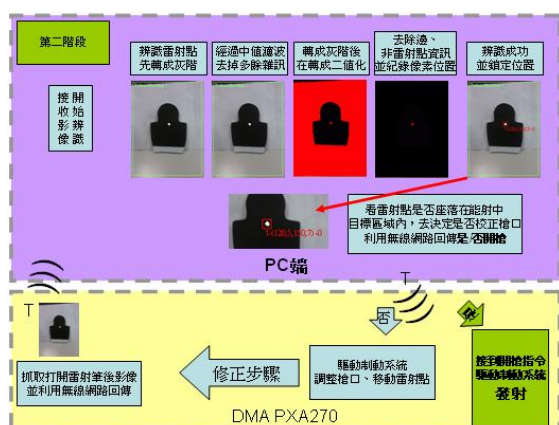 第二階段
接收影像
開始辨識
辨識雷射點
先轉成灰階
經過中值濾波
去掉多餘雜訊
轉成灰階後
在轉成二值化
去除邊、
非雷射點資訊
並紀錄像素位置
辨識成功
並鎖定位置
看雷射點是否座落在能射中
目標區域內，去決定是否校正槍口
利用無線網路回傳是否開槍
PC端
T
T
否
是
抓取打開雷射筆後影像
並利用無線網路回傳
修正步驟
驅動制動系統
調整槍口、移動雷射點
接到開槍指令
驅動制動系統
發射
DMA PXA270